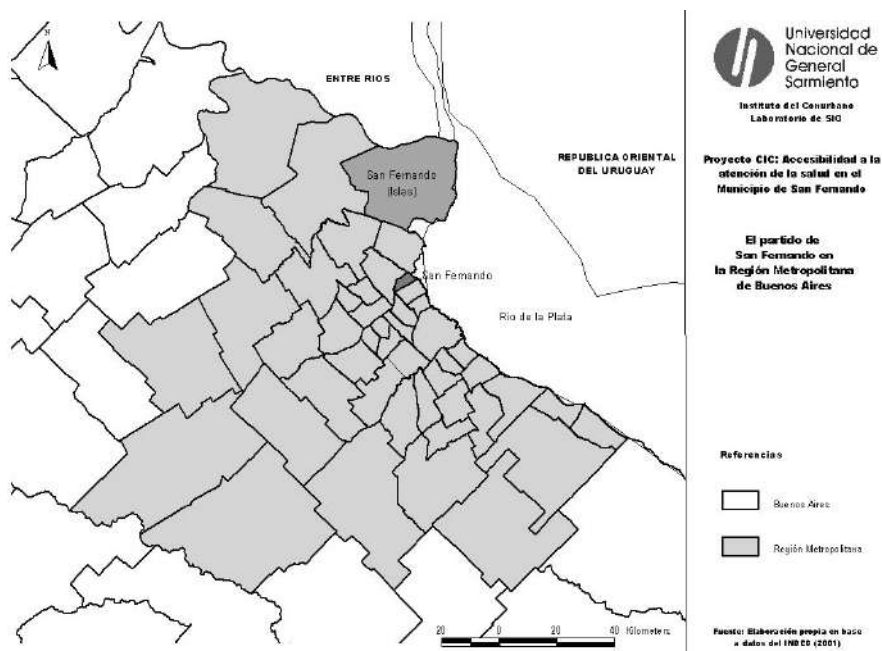 N
ENTRE RIOS
San Fernando
(Islas)
REPUBLICA ORIENTAL
DEL URUGUAY
San Fernando
Rio de la Plata
20 0 20 40 Kilometers
Universidad
Nacional de
General
Sarmiento
Instituto del Conurbano
Laboratorio de SIG
Proyecto CIC: Accesibilidad a la
atención de la salud en el
Municipio de San Fernando
El partido de
San Fernando en
la Región Metropolitana
de Buenos Aires
Referencias
Buenos Aires
Región Metropolitana
Fuente: Elaboración propia en base
a datos del INDEC (2001)